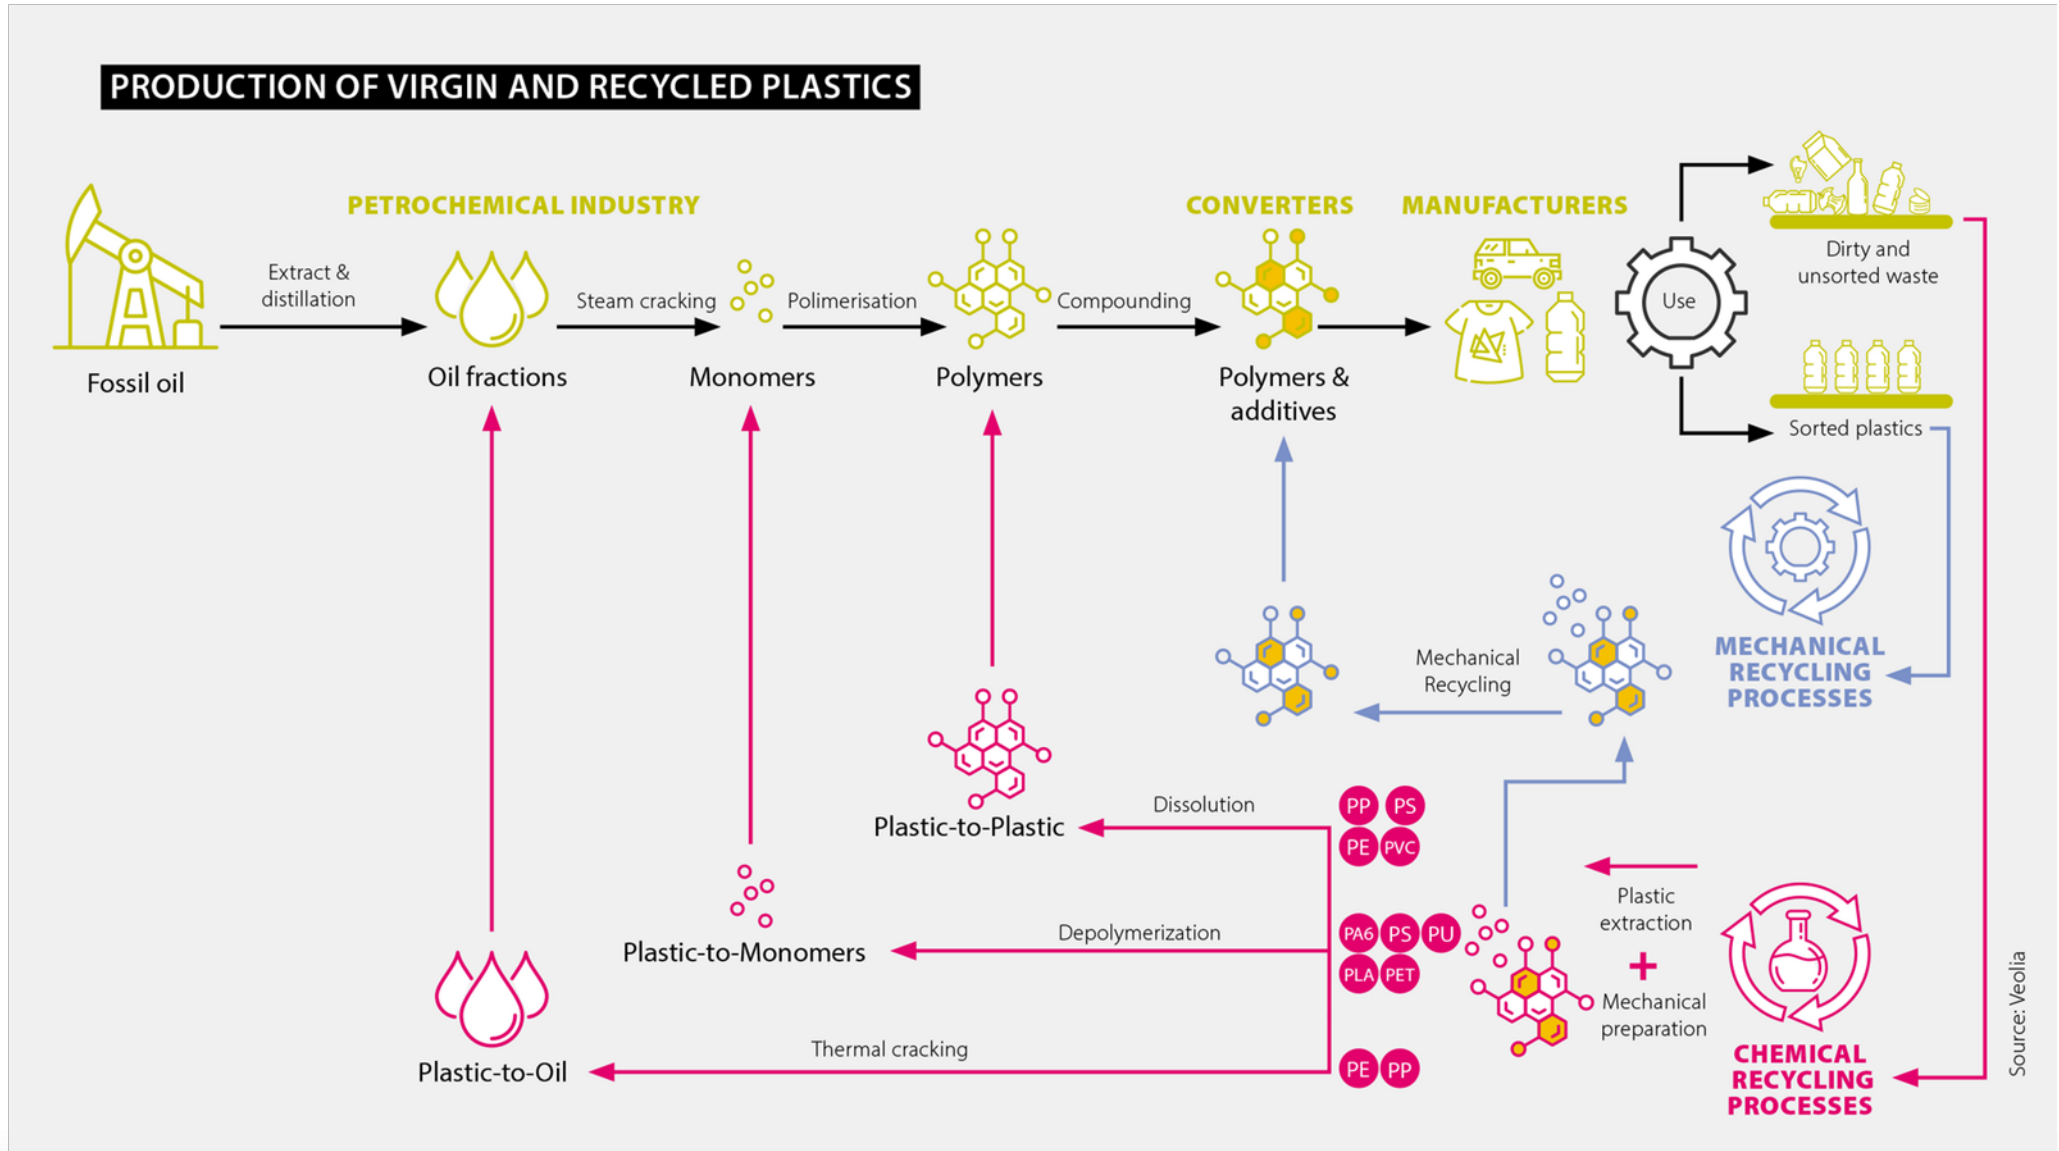 PRODUCTION OF VIRGIN AND RECYCLED PLASTICS
PETROCHEMICAL INDUSTRY
CONVERTERS
MANUFACTURERS
Extract &
distillation
Steam cracking
Polimerisation
Compounding
Use
Dirty and
unsorted waste
Fossil oil
Oil fractions
Monomers
Polymers
Polymers &
additives
Sorted plastics
MECHANICAL
RECYCLING
PROCESSES
Mechanical
Recycling
Dissolution
PP PS
PE PVC
Plastic-to-Plastic
Plastic
extraction
+
Mechanical
preparation
Depolymerization
PA6 PS PU
PLA PET
Plastic-to-Monomers
Thermal cracking
PE PP
Plastic-to-Oil
CHEMICAL
RECYCLING
PROCESSES
Source: Veolia